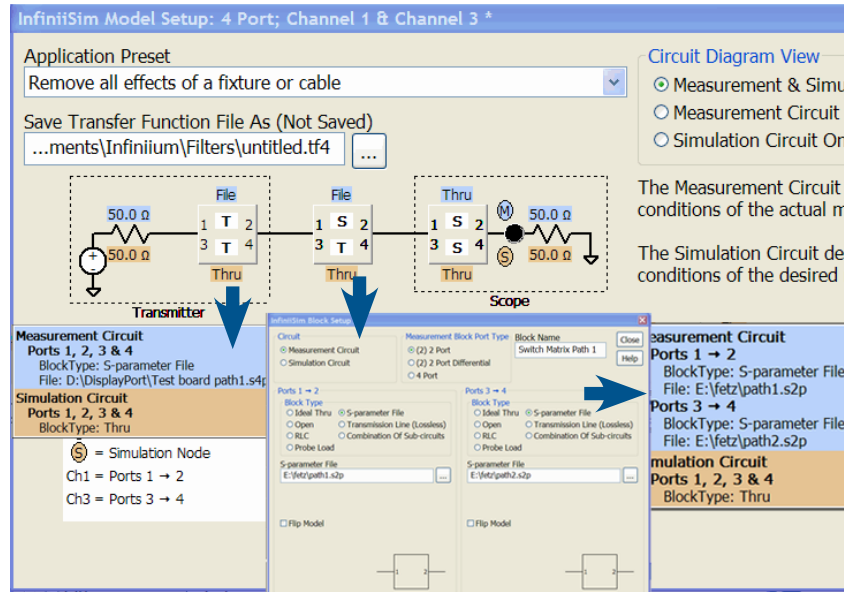 InfiniiSim Model Setup: 4 Port; Channel 1 & Channel 3 *
Application Preset
Remove all effects of a fixture or cable
Save Transfer Function File As (Not Saved)
...ments\Infiniium\Filters\untitled.tf4
...
Circuit Diagram View
Measurement & Simu
Measurement Circuit
Simulation Circuit On
The Measurement Circuit
conditions of the actual m
The Simulation Circuit de
conditions of the desired
File
File
Thru
50.0 Ω
1 T 2
1 S 2
1 S 2
M
50.0 Ω
+
-
50.0 Ω
3 T 4
3 T 4
3 S 4
S
50.0 Ω
Thru
Thru
Thru
Transmitter
Scope
Measurement Circuit
Ports 1, 2, 3 & 4
BlockType: S-parameter File
File: D:\DisplayPort\Test board path1.s4p
Simulation Circuit
Ports 1, 2, 3 & 4
BlockType: Thru
S = Simulation Node
Ch1 = Ports 1 → 2
Ch3 = Ports 3 → 4
InfiniiSim Block Setup
Circuit
Measurement Circuit
Simulation Circuit
Measurement Block Port Type
(2) 2 Port
(2) 2 Port Differential
4 Port
Block Name
Switch Matrix Path 1
Close
Help
Ports 1 → 2
Block Type
Ideal Thru S-parameter File
Open Transmission Line (Lossless)
RLC Combination Of Sub-circuits
Probe Load
S-parameter File
E:\fetz\path1.s2p
...
Flip Model
1 2
Ports 3 → 4
Block Type
Ideal Thru S-parameter File
Open Transmission Line (Lossless)
RLC Combination Of Sub-circuits
Probe Load
S-parameter File
E:\fetz\path2.s2p
...
Flip Model
1 2
easurement Circuit
Ports 1 → 2
BlockType: S-parameter File
File: E:\fetz\path1.s2p
Ports 3 → 4
BlockType: S-parameter File
File: E:\fetz\path2.s2p
mulation Circuit
Ports 1, 2, 3 & 4
BlockType: Thru